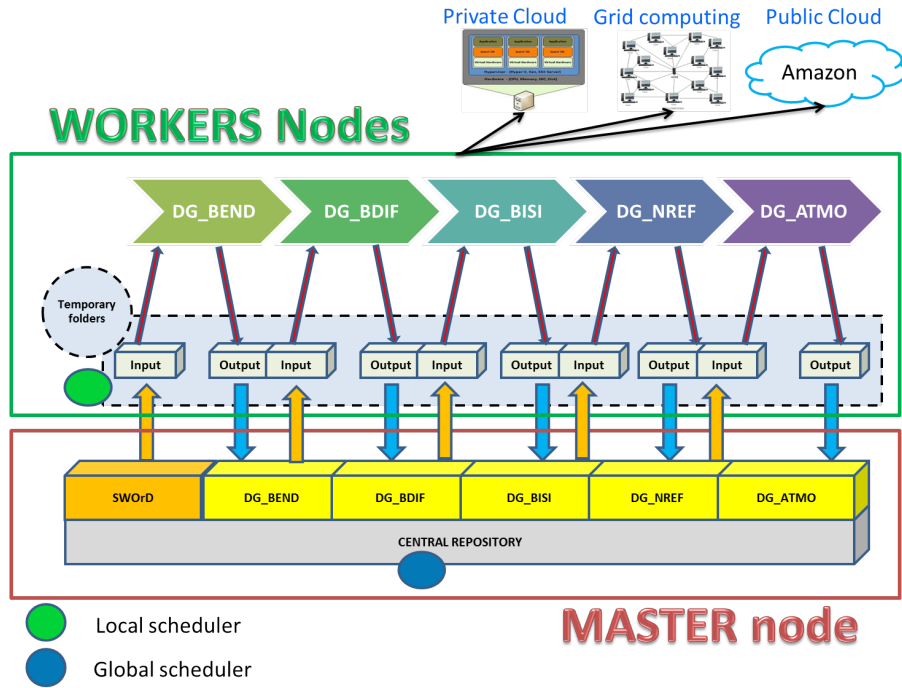 Private Cloud
Grid computing
Public Cloud
Amazon
WORKERS Nodes
DG_BEND
DG_BDIF
DG_BISI
DG_NREF
DG_ATMO
Temporary
folders
Input
Output
Input
Output
Input
Output
Input
Output
Input
Output
SWOrD
DG_BEND
DG_BDIF
DG_BISI
DG_NREF
DG_ATMO
CENTRAL REPOSITORY
MASTER node
Local scheduler
Global scheduler